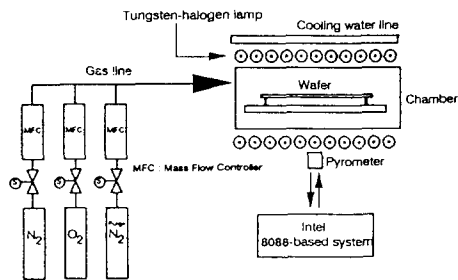 Tungsten-halogen lamp
Cooling water line
Gas line
Wafer
Chamber
MFC
MFC
MFC
MFC : Mass Flow Controller
Pyrometer
S
S
S
N2
O2
N2
Intel
8088-based system